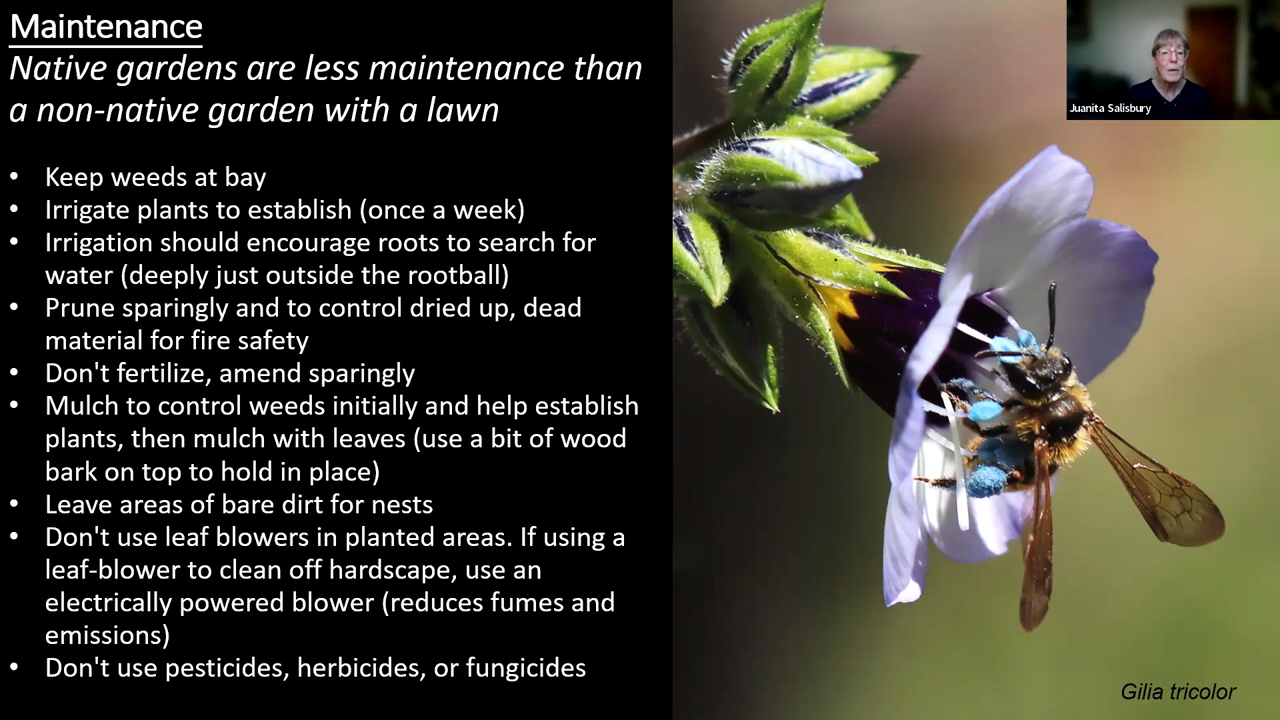 Maintenance
Native gardens are less maintenance than
a non-native garden with a lawn
• Keep weeds at bay
• Irrigate plants to establish (once a week)
• Irrigation should encourage roots to search for
water (deeply just outside the rootball)
• Prune sparingly and to control dried up, dead
material for fire safety
• Don't fertilize, amend sparingly
• Mulch to control weeds initially and help establish
plants, then mulch with leaves (use a bit of wood
bark on top to hold in place)
• Leave areas of bare dirt for nests
• Don't use leaf blowers in planted areas. If using a
leaf-blower to clean off hardscape, use an
electrically powered blower (reduces fumes and
emissions)
• Don't use pesticides, herbicides, or fungicides
Juanita Salisbury
Gilia tricolor